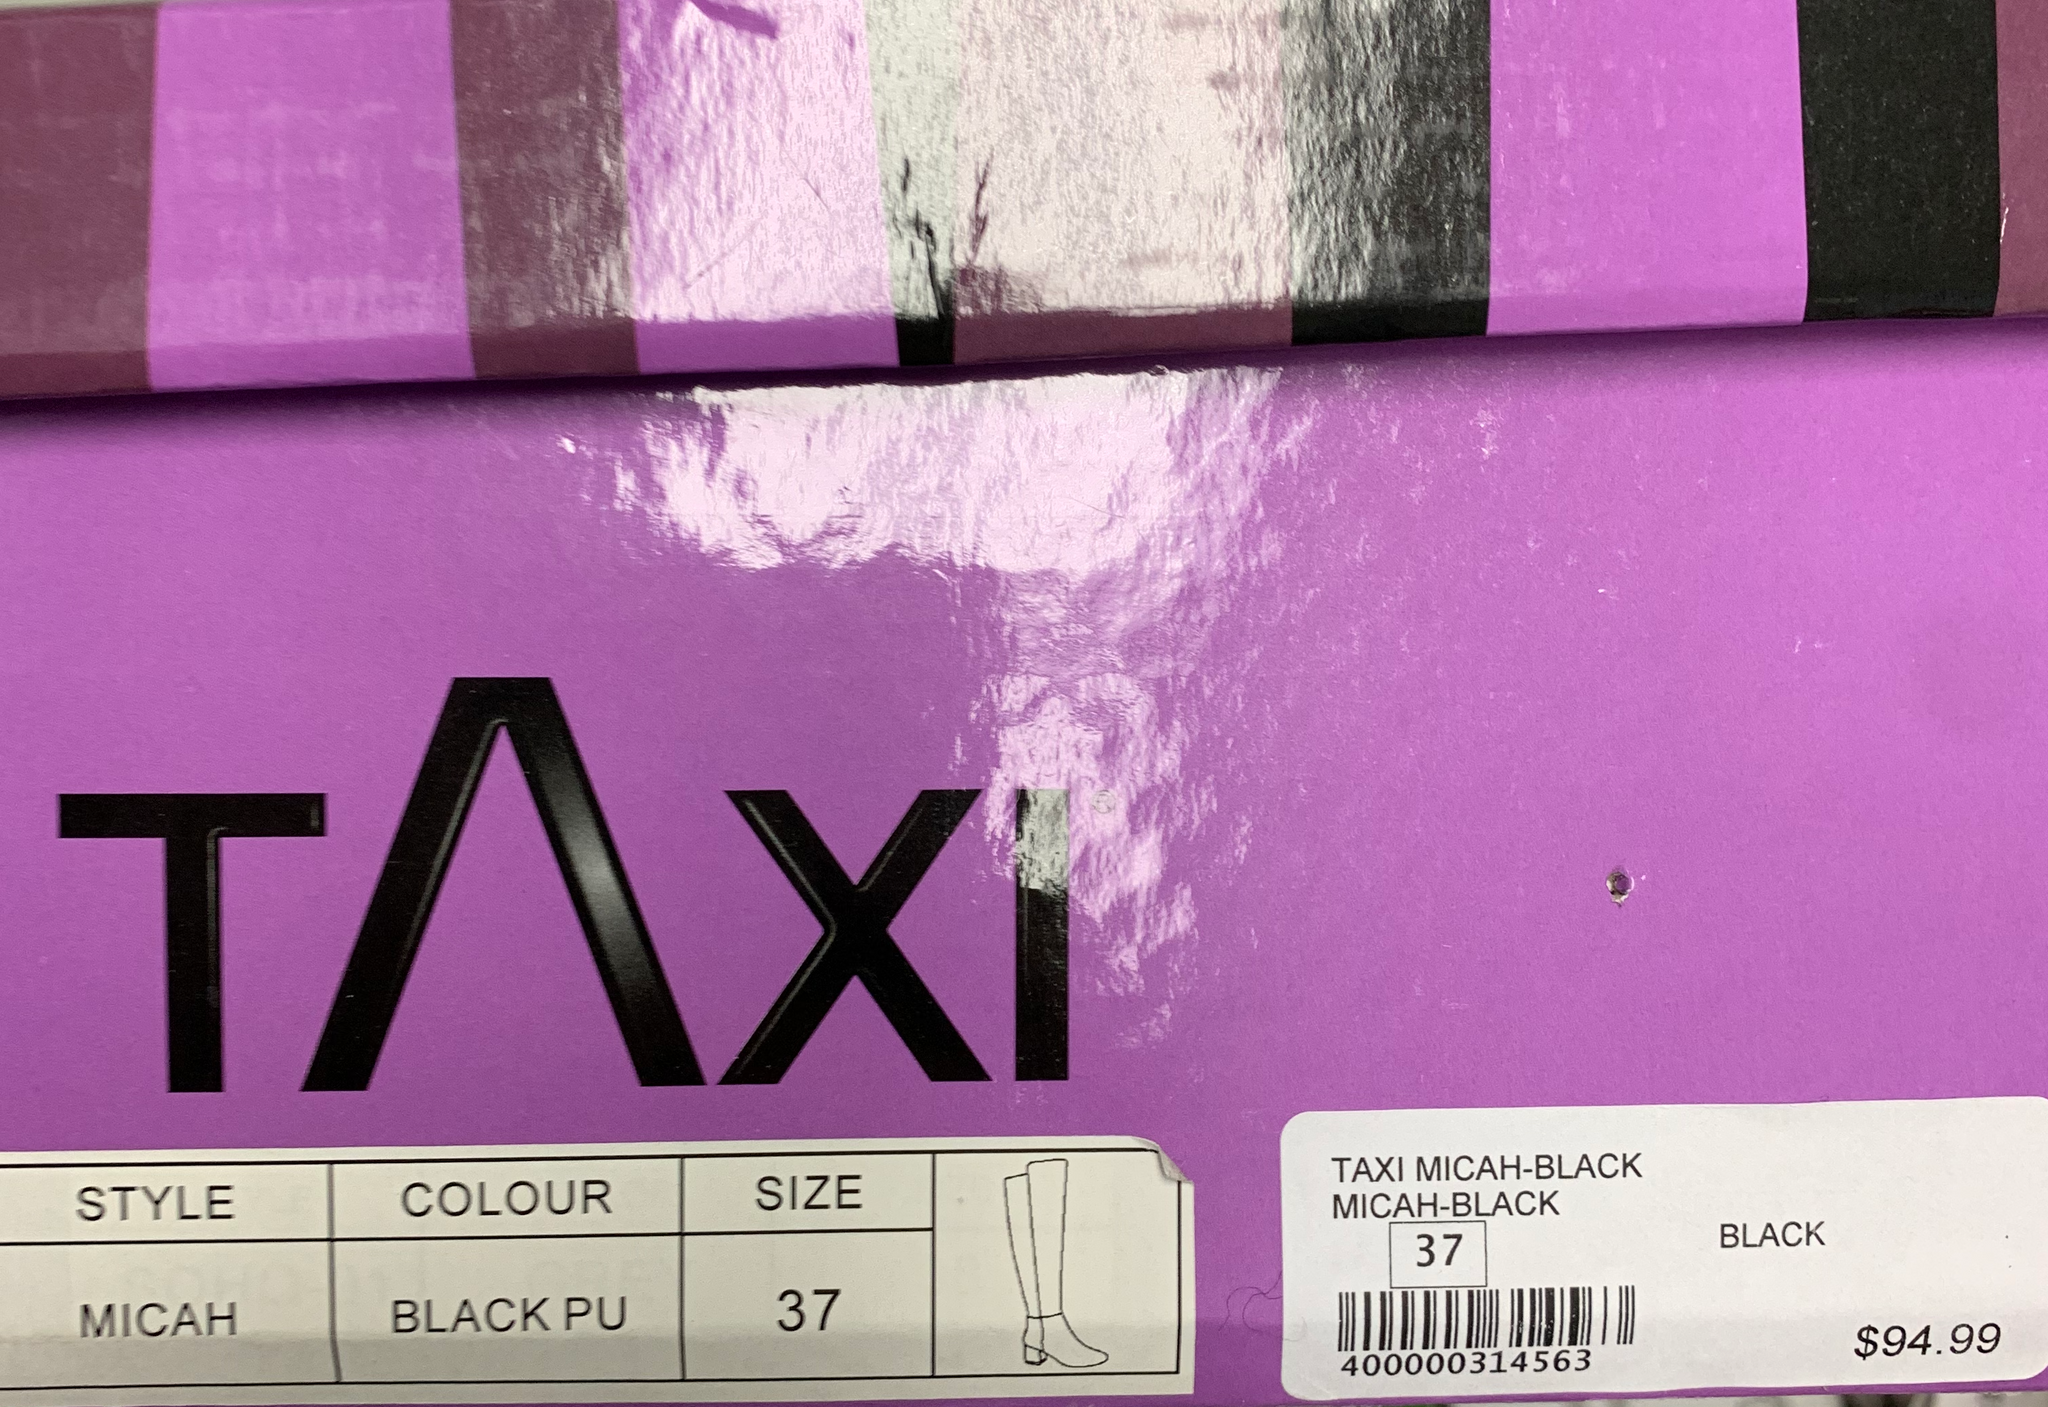 TAXI®
STYLE COLOUR SIZE
MICAH BLACK PU 37
TAXI MICAH-BLACK
MICAH-BLACK
37 BLACK
400000314563
$94.99